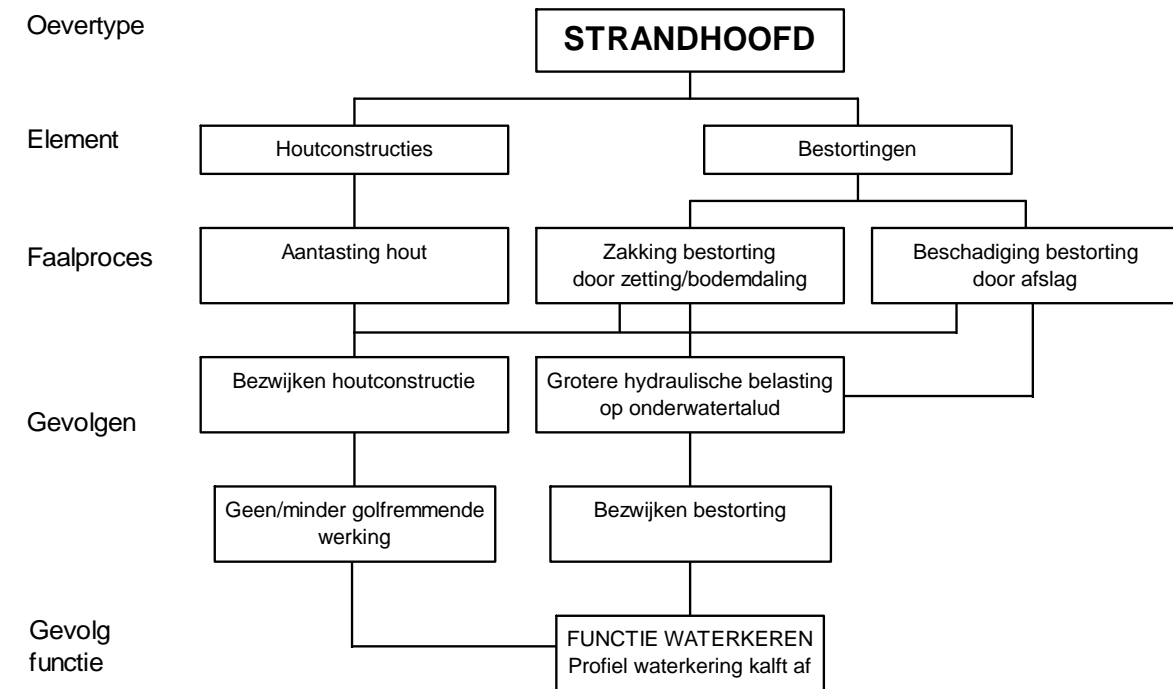 Oevertype
STRANDHOOFD
Element
Houtconstructies
Bestortingen
Faalproces
Aantasting hout
Zakking bestorting
door zetting/bodemdaling
Beschadiging bestorting
door afslag
Gevolgen
Bezwijken houtconstructie
Grotere hydraulische belasting
op onderwatertalud
Geen/minder golfremmende
werking
Bezwijken bestorting
Gevolg
functie
FUNCTIE WATERKEREN
Profiel waterkering kalft af